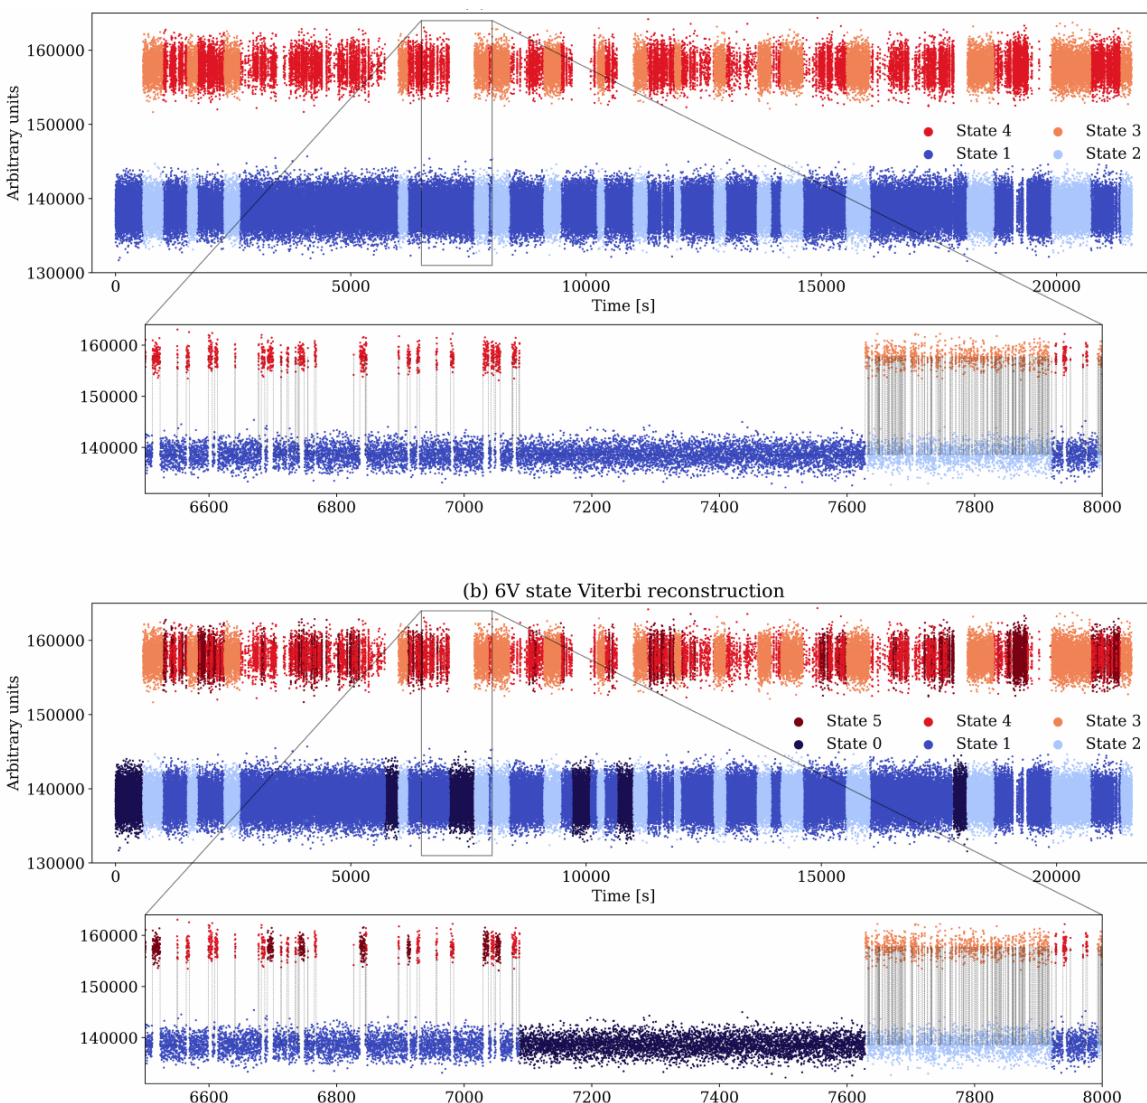 160000
150000
140000
130000
Arbitrary units
State 4
State 3
State 1
State 2
0
5000
10000
15000
20000
Time [s]
160000
150000
140000
6600
6800
7000
7200
7400
7600
7800
8000
(b) 6V state Viterbi reconstruction
160000
150000
140000
130000
Arbitrary units
State 5
State 4
State 3
State 0
State 1
State 2
0
5000
10000
15000
20000
Time [s]
160000
150000
140000
6600
6800
7000
7200
7400
7600
7800
8000